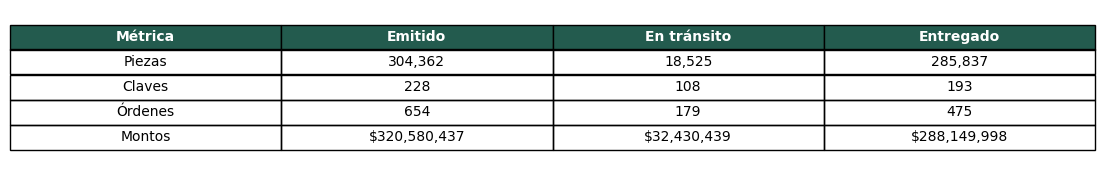 Métrica Emitido En tránsito Entregado
Piezas 304,362 18,525 285,837
Claves 228 108 193
Órdenes 654 179 475
Montos $320,580,437 $32,430,439 $288,149,998